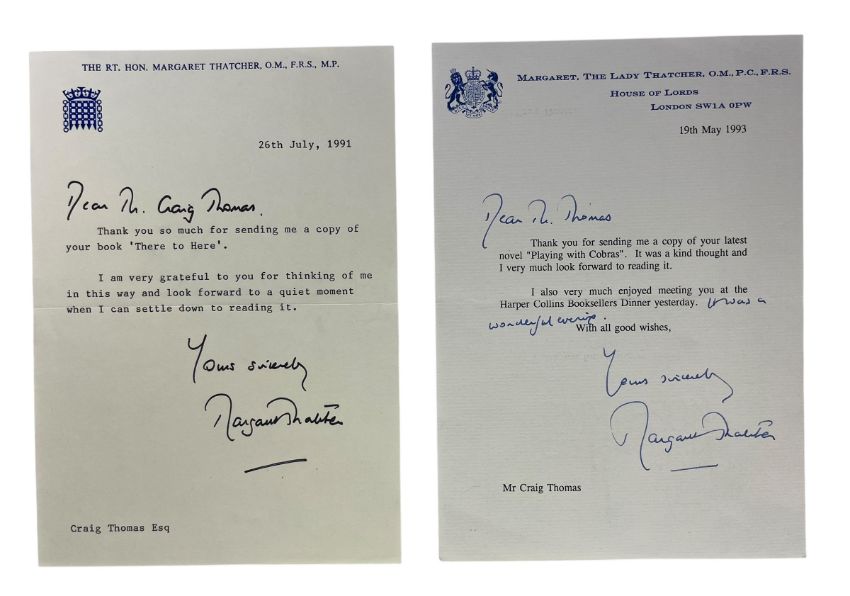 THE RT. HON. MARGARET THATCHER, O.M., F.R.S., M.P.
26th July, 1991
Dear Mr. Craig Thomas.
Thank you so much for sending me a copy of
your book 'There to Here'.
I am very grateful to you for thinking of me
in this way and look forward to a quiet moment
when I can settle down to reading it.
Yours sincerely
Margaret Thatcher
Craig Thomas Esq
MARGARET, THE LADY THATCHER, O.M., P.C., F.R.S.
HOUSE OF LORDS
LONDON SW1A 0PW
19th May 1993
Dear Mr. Thomas
Thank you for sending me a copy of your latest
novel "Playing with Cobras". It was a kind thought and
I very much look forward to reading it.
I also very much enjoyed meeting you at the
Harper Collins Booksellers Dinner yesterday. It was a
wonderful evening.
With all good wishes,
Yours sincerely
Margaret Thatcher
Mr Craig Thomas